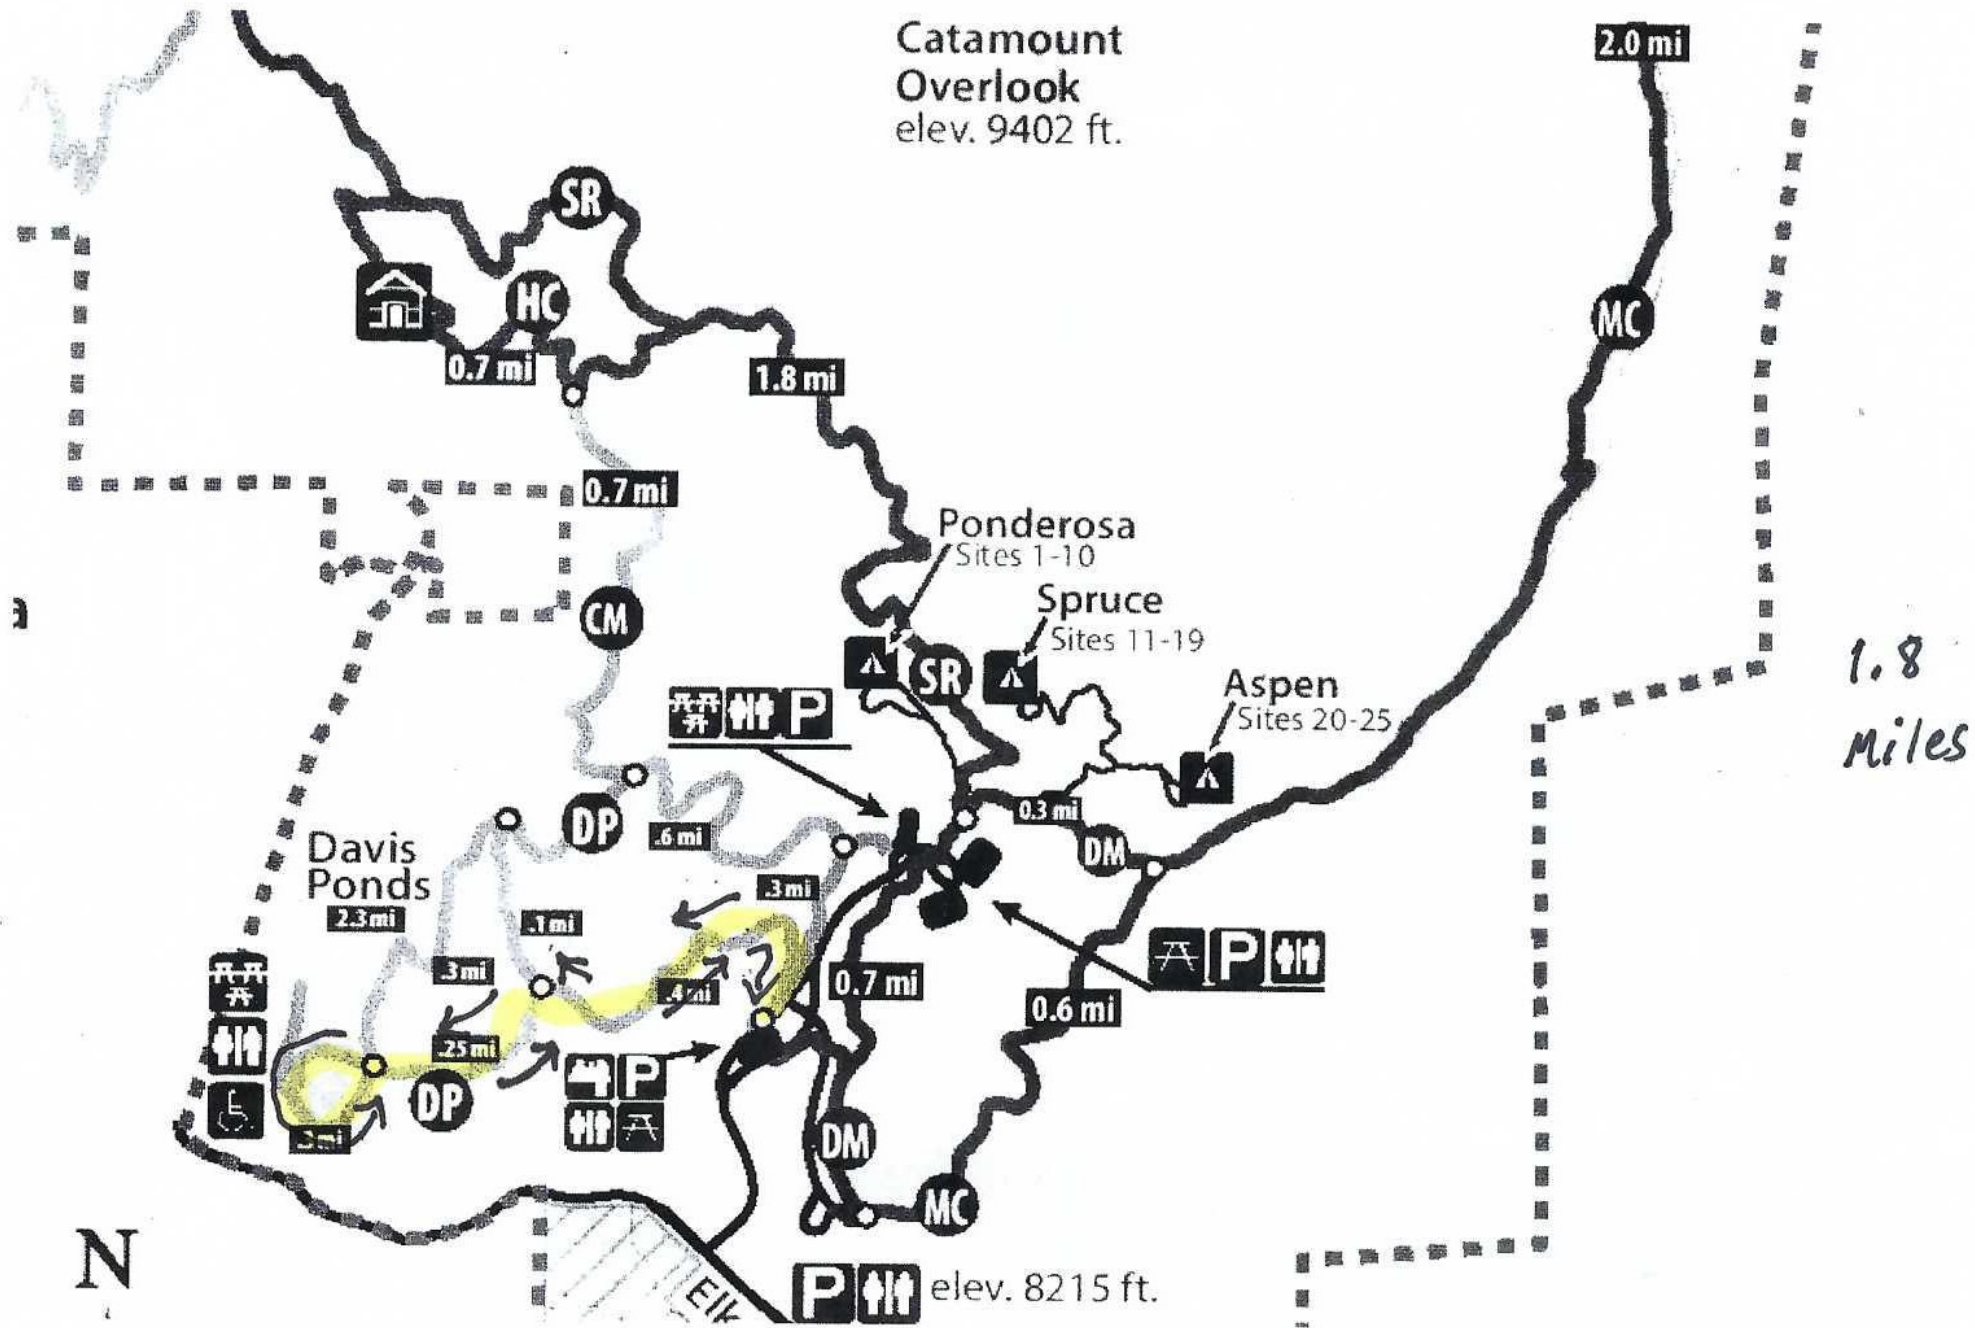 Catamount
Overlook
elev. 9402 ft.
2.0 mi
SR
HC
MC
0.7 mi
1.8 mi
0.7 mi
Ponderosa
Sites 1-10
CM
Spruce
Sites 11-19
SR
1.8
Miles
Aspen
Sites 20-25
P
DP
.6 mi
0.3 mi
DM
Davis
Ponds
2.3 mi
.3 mi
.1 mi
.3 mi
.4 mi
0.7 mi
P
0.6 mi
.25 mi
DP
P
DM
MC
N
Elk
P
elev. 8215 ft.